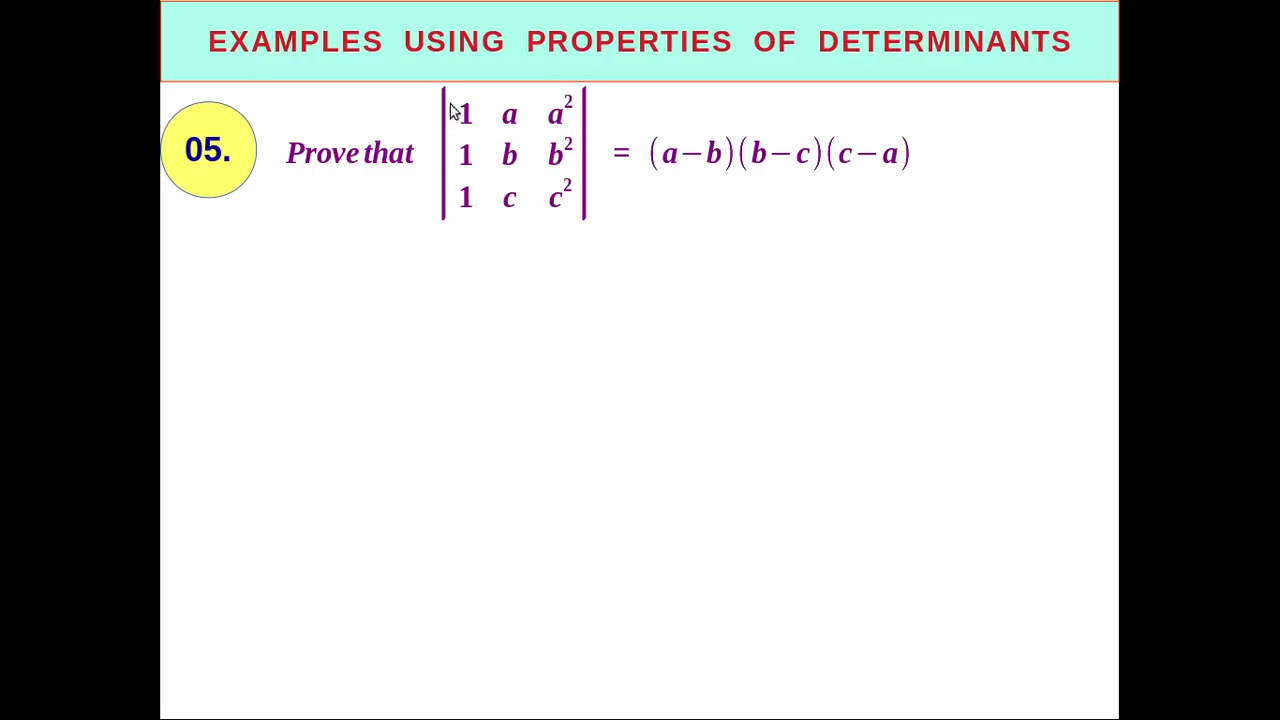 EXAMPLES USING PROPERTIES OF DETERMINANTS
05. Prove that | 1 a a² | = (a − b)(b − c)(c − a)
| 1 b b² |
| 1 c c² |